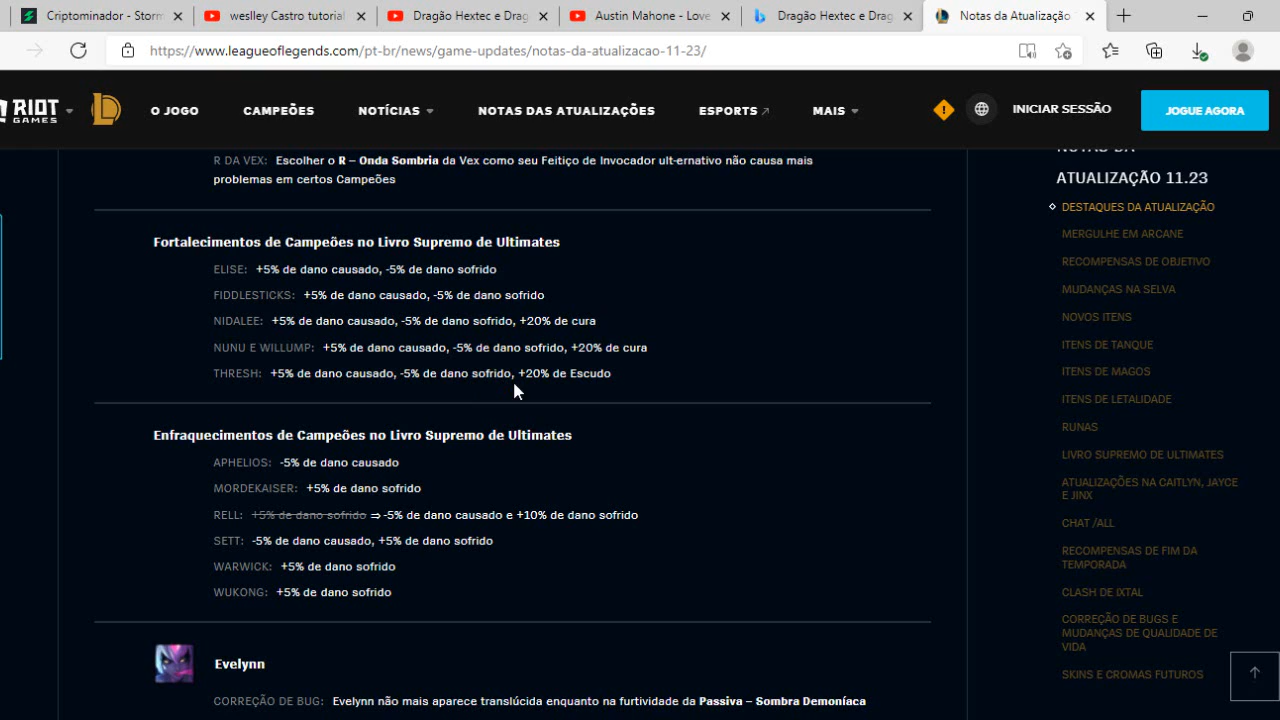 Criptominador - Storm
weslley Castro tutorial
Dragão Hextec e Drag
Austin Mahone - Love
Dragão Hextec e Drag
Notas da Atualização
https://www.leagueoflegends.com/pt-br/news/game-updates/notas-da-atualizacao-11-23/
RIOT GAMES
O JOGO
CAMPEÕES
NOTÍCIAS
NOTAS DAS ATUALIZAÇÕES
ESPORTS
MAIS
INICIAR SESSÃO
JOGUE AGORA
R DA VEX: Escolher o R – Onda Sombria da Vex como seu Feitiço de Invocador ult-ernativo não causa mais
problemas em certos Campeões
Fortalecimentos de Campeões no Livro Supremo de Ultimates
ELISE: +5% de dano causado, -5% de dano sofrido
FIDDLESTICKS: +5% de dano causado, -5% de dano sofrido
NIDALEE: +5% de dano causado, -5% de dano sofrido, +20% de cura
NUNU E WILLUMP: +5% de dano causado, -5% de dano sofrido, +20% de cura
THRESH: +5% de dano causado, -5% de dano sofrido, +20% de Escudo
Enfraquecimentos de Campeões no Livro Supremo de Ultimates
APHELIOS: -5% de dano causado
MORDEKAISER: +5% de dano sofrido
RELL: +5% de dano sofrido ⇒ -5% de dano causado e +10% de dano sofrido
SETT: -5% de dano causado, +5% de dano sofrido
WARWICK: +5% de dano sofrido
WUKONG: +5% de dano sofrido
Evelynn
CORREÇÃO DE BUG: Evelynn não mais aparece translúcida enquanto na furtividade da Passiva – Sombra Demoníaca
NOTAS DA
ATUALIZAÇÃO 11.23
DESTAQUES DA ATUALIZAÇÃO
MERGULHE EM ARCANE
RECOMPENSAS DE OBJETIVO
MUDANÇAS NA SELVA
NOVOS ITENS
ITENS DE TANQUE
ITENS DE MAGOS
ITENS DE LETALIDADE
RUNAS
LIVRO SUPREMO DE ULTIMATES
ATUALIZAÇÕES NA CAITLYN, JAYCE
E JINX
CHAT /ALL
RECOMPENSAS DE FIM DA
TEMPORADA
CLASH DE IXTAL
CORREÇÃO DE BUGS E
MUDANÇAS DE QUALIDADE DE
VIDA
SKINS E CROMAS FUTUROS